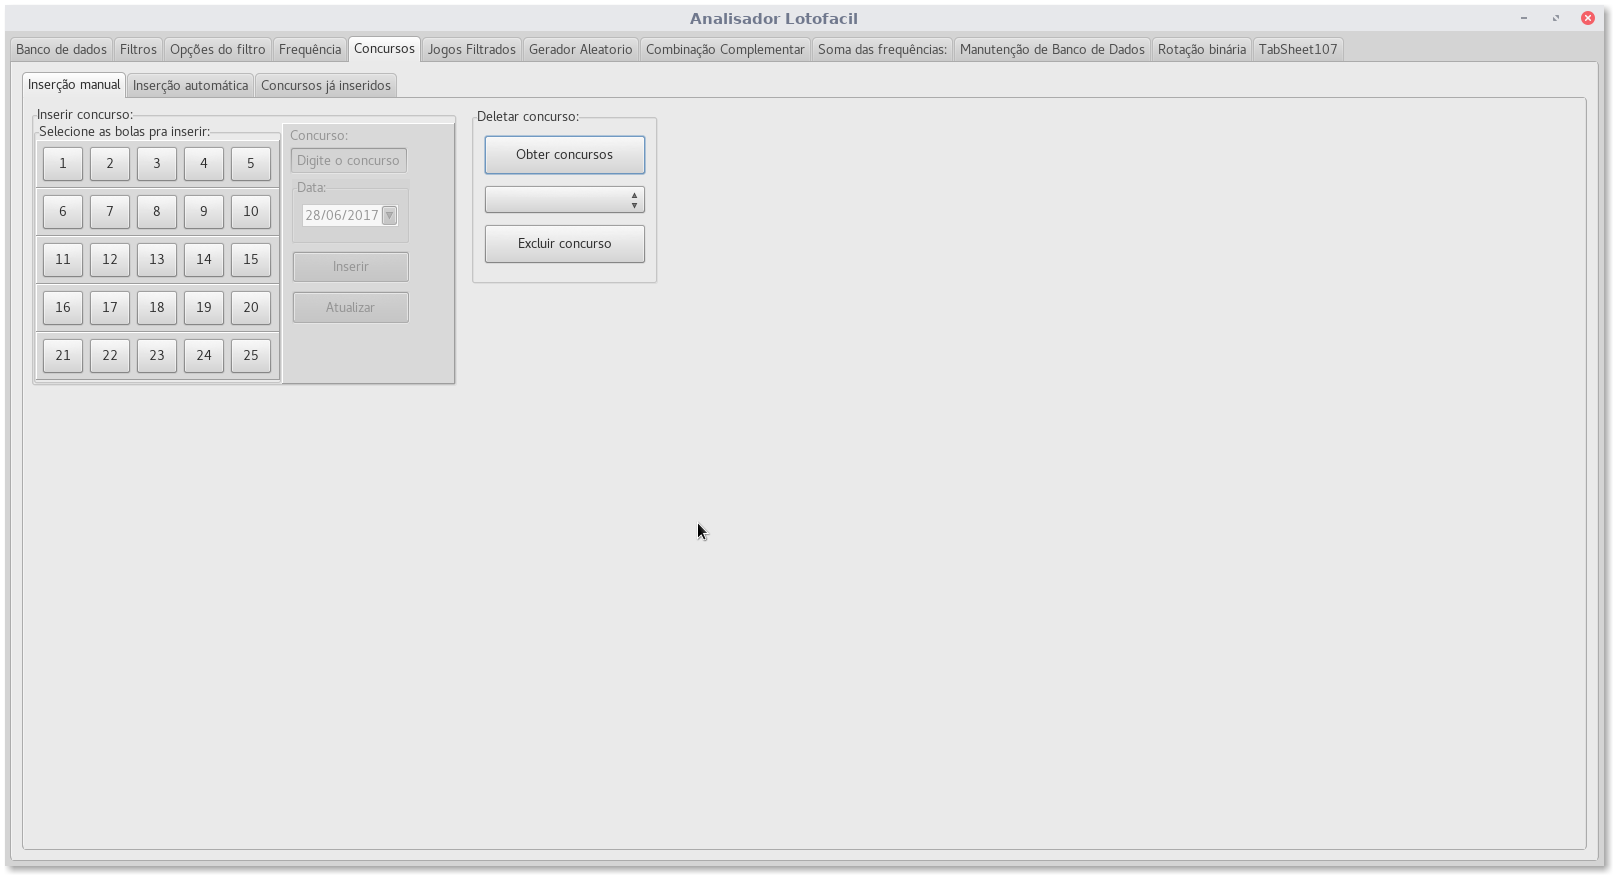 Analisador Lotofacil
Banco de dados Filtros Opções do filtro Frequência Concursos Jogos Filtrados Gerador Aleatorio Combinação Complementar Soma das frequências: Manutenção de Banco de Dados Rotação binária TabSheet107
Inserção manual Inserção automática Concursos já inseridos
Inserir concurso:
Selecione as bolas pra inserir:
1 2 3 4 5
6 7 8 9 10
11 12 13 14 15
16 17 18 19 20
21 22 23 24 25
Concurso:
Digite o concurso
Data:
28/06/2017
Inserir
Atualizar
Deletar concurso:
Obter concursos
Excluir concurso